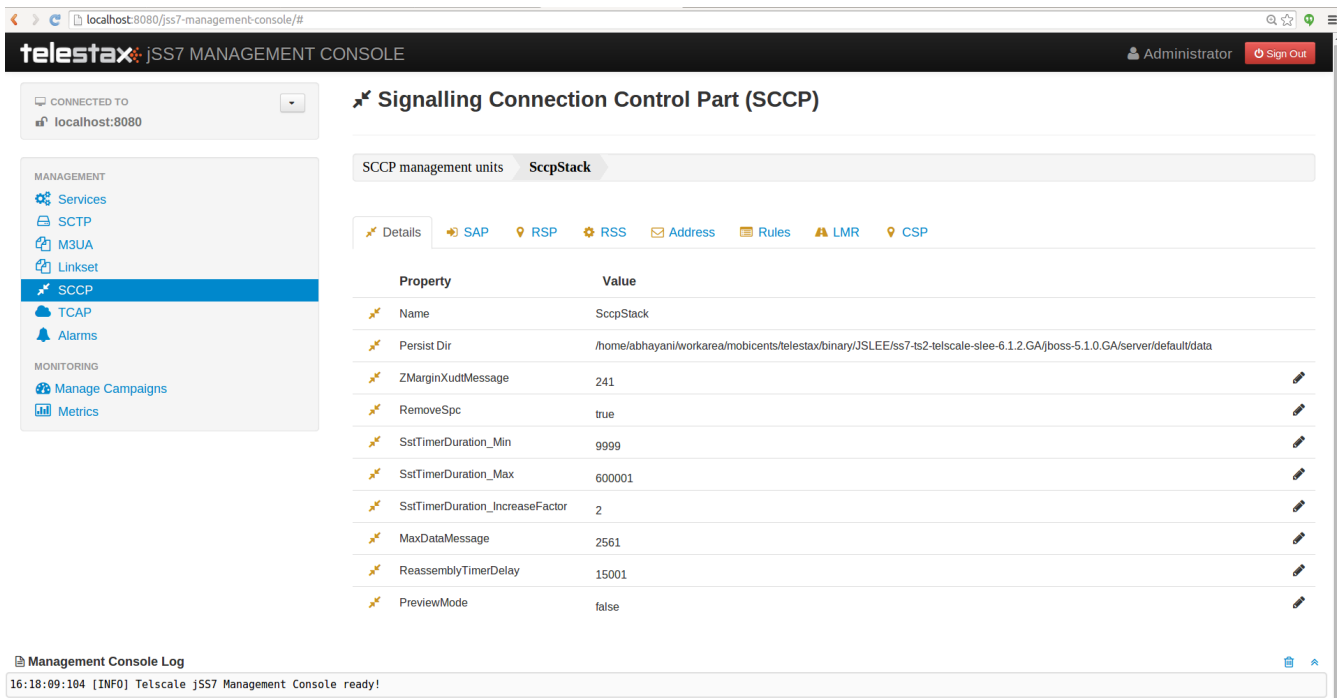 localhost:8080/jss7-management-console/#
telestax jSS7 MANAGEMENT CONSOLE
Administrator
Sign Out
CONNECTED TO
localhost:8080
MANAGEMENT
Services
SCTP
M3UA
Linkset
SCCP
TCAP
Alarms
MONITORING
Manage Campaigns
Metrics
Signalling Connection Control Part (SCCP)
SCCP management units SccpStack
Details SAP RSP RSS Address Rules LMR CSP
Property Value
Name SccpStack
Persist Dir /home/abhayani/workarea/mobicents/telestax/binary/JSLEE/ss7-ts2-telscale-slee-6.1.2.GA/jboss-5.1.0.GA/server/default/data
ZMarginXudtMessage 241
RemoveSpc true
SstTimerDuration_Min 9999
SstTimerDuration_Max 600001
SstTimerDuration_IncreaseFactor 2
MaxDataMessage 2561
ReassemblyTimerDelay 15001
PreviewMode false
Management Console Log
16:18:09:104 [INFO] Telscale jSS7 Management Console ready!